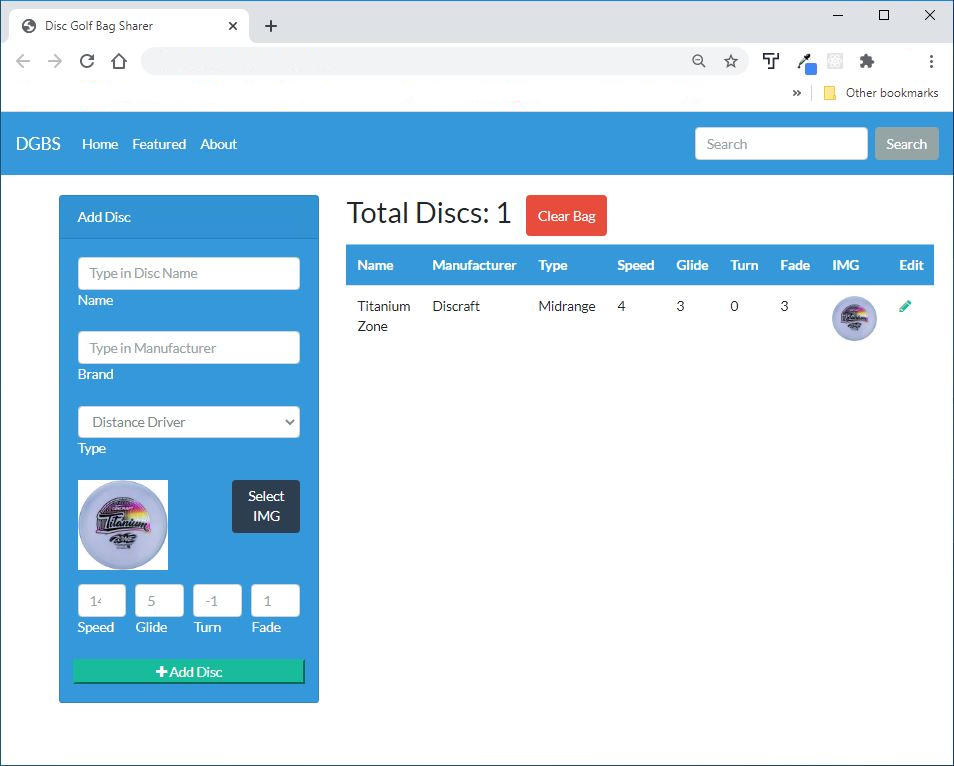 Disc Golf Bag Sharer
Other bookmarks
DGBS Home Featured About Search Search
Add Disc
Type in Disc Name
Name
Type in Manufacturer
Brand
Distance Driver
Type
Titanium
Select
IMG
14 5 -1 1
Speed Glide Turn Fade
Add Disc
Total Discs: 1 Clear Bag
Name Manufacturer Type Speed Glide Turn Fade IMG Edit
Titanium Discraft Midrange 4 3 0 3
Zone